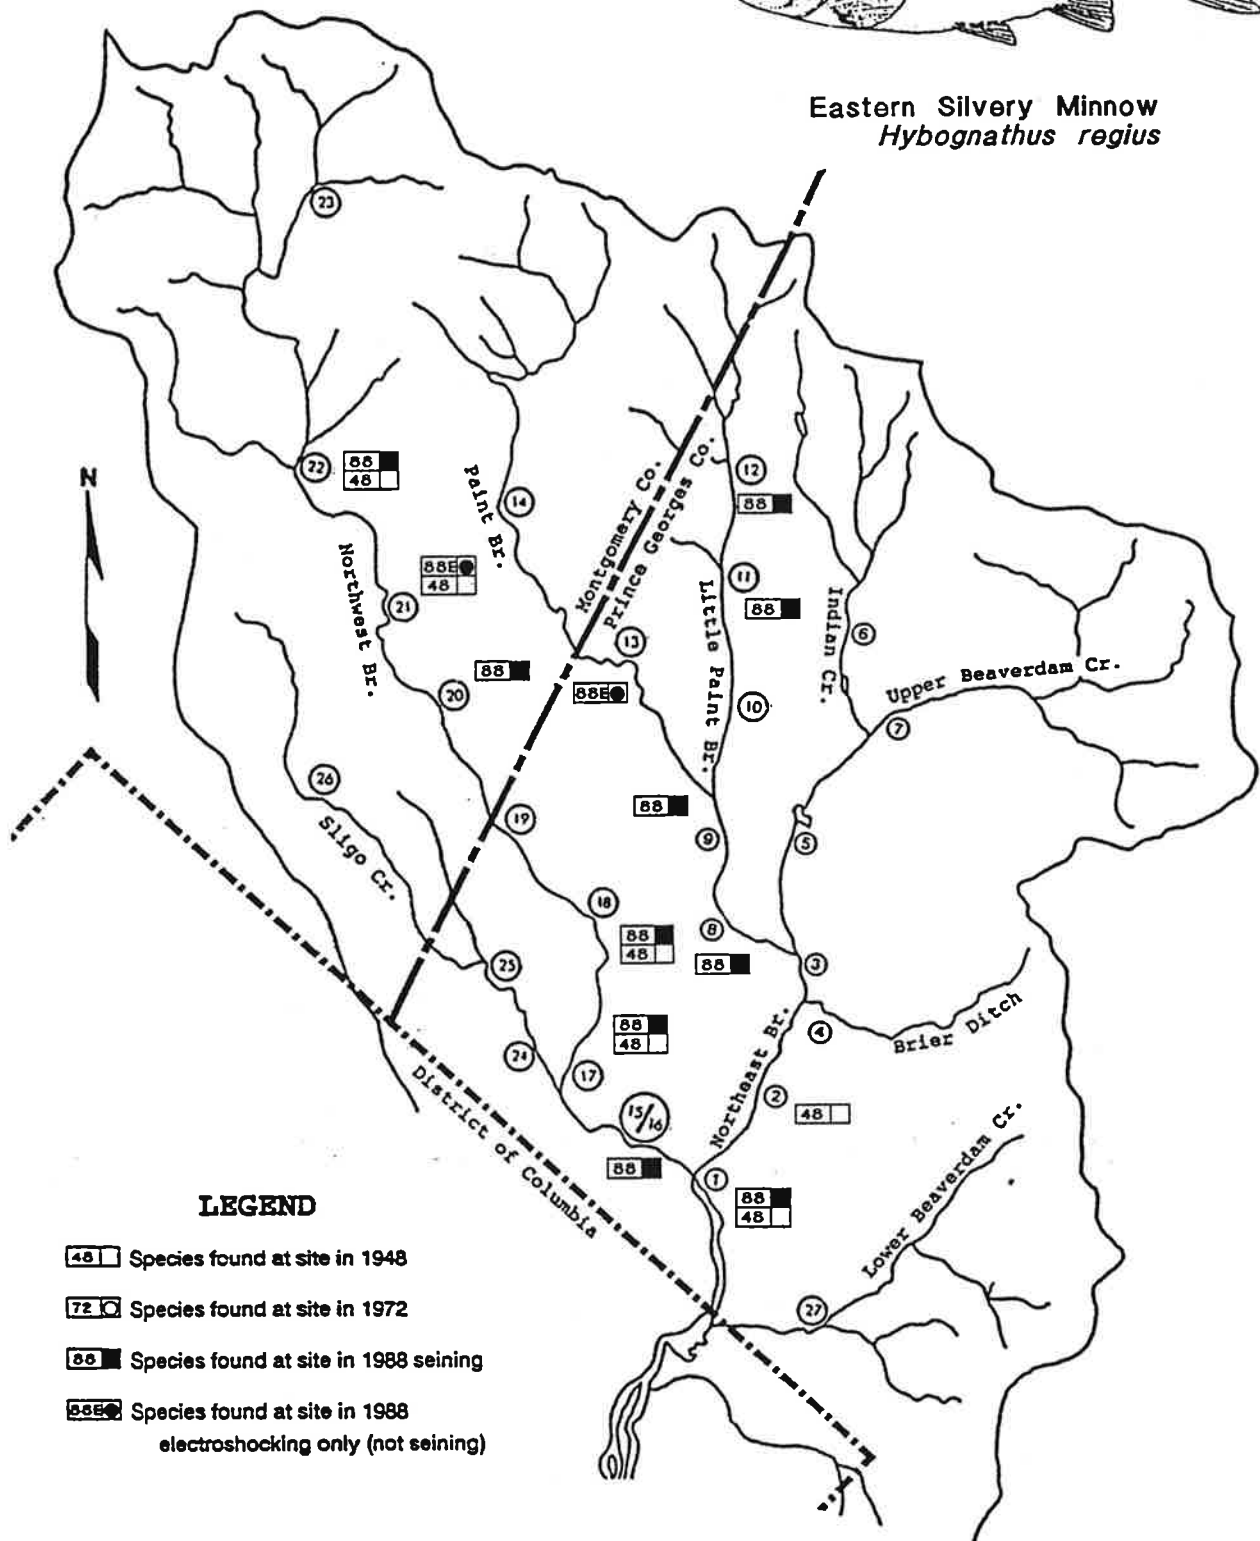 Eastern Silvery Minnow
Hybognathus regius
23
N
22
88
48
Paint Br.
14
Montgomery Co.
Prince Georges Co.
12
88
Northwest Br.
88E
48
21
11
88
Little Paint Br.
Indian Cr.
6
13
88
20
88E
10
Upper Beaverdam Cr.
7
26
Sligo Cr.
19
88
9
5
18
88
48
8
88
3
25
88
48
4
Brier Ditch
24
17
Northeast Br.
2
48
District of Columbia
15/16
88
1
88
48
Lower Beaverdam Cr.
27
LEGEND
48 Species found at site in 1948
72 Species found at site in 1972
88 Species found at site in 1988 seining
88E Species found at site in 1988
electroshocking only (not seining)